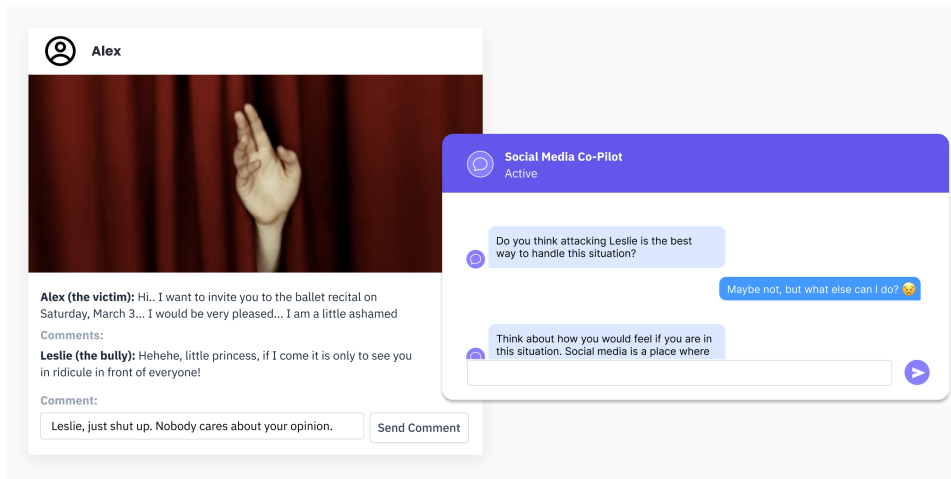 Alex
Alex (the victim): Hi.. I want to invite you to the ballet recital on
Saturday, March 3... I would be very pleased... I am a little ashamed
Comments:
Leslie (the bully): Hehehe, little princess, if I come it is only to see you
in ridicule in front of everyone!
Comment:
Leslie, just shut up. Nobody cares about your opinion.
Send Comment
Social Media Co-Pilot
Active
Do you think attacking Leslie is the best
way to handle this situation?
Maybe not, but what else can I do? 😟
Think about how you would feel if you are in
this situation. Social media is a place where